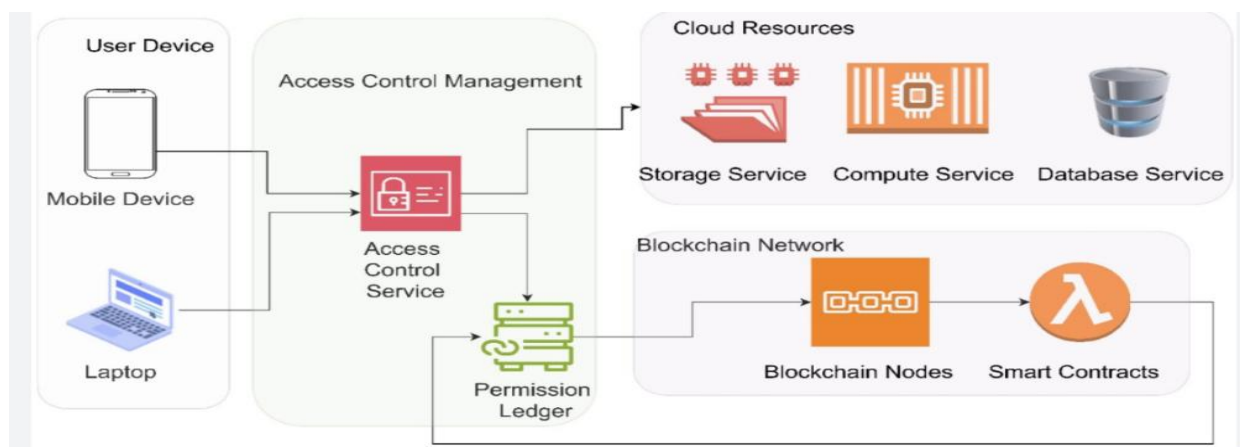 User Device
Mobile Device
Laptop
Access Control Management
Access
Control
Service
Permission
Ledger
Cloud Resources
Storage Service
Compute Service
Database Service
Blockchain Network
Blockchain Nodes
Smart Contracts